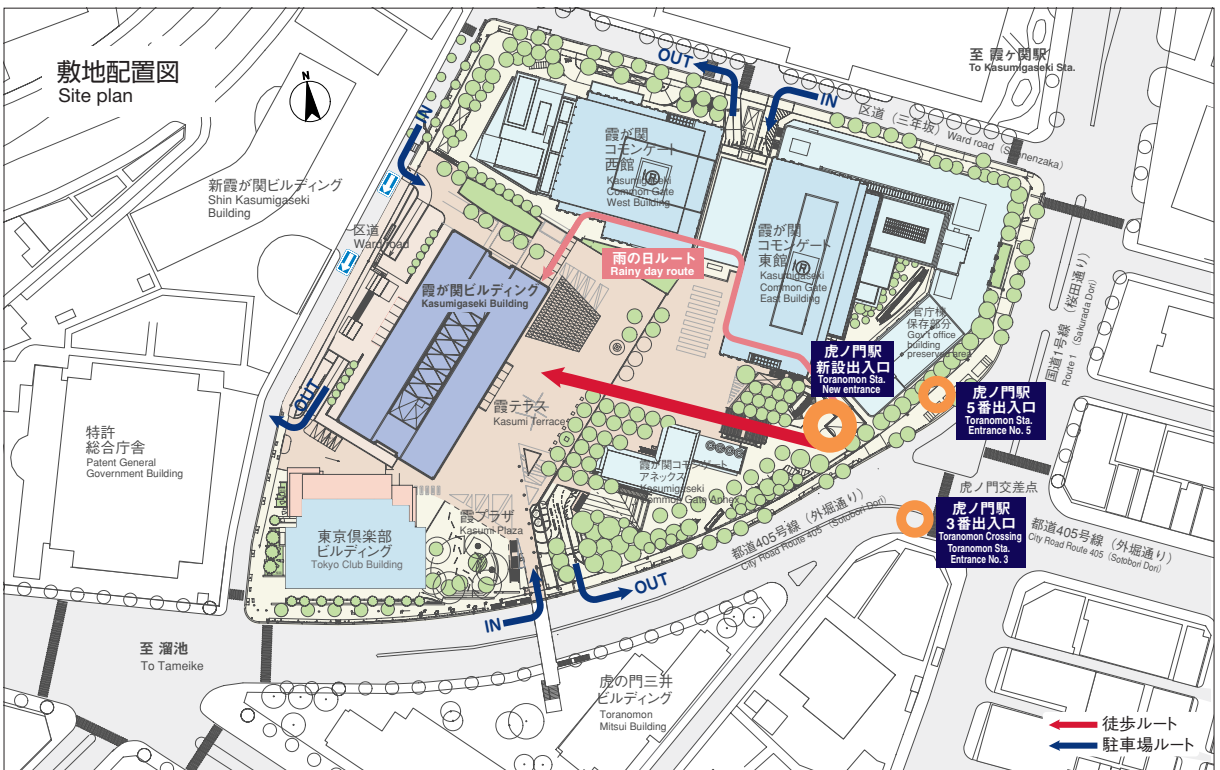 敷地配置図
Site plan
N
OUT
IN
至 霞ケ関駅
To Kasumigaseki Sta.
区道（三年坂）Ward road
IN
新霞が関ビルディング
Shin Kasumigaseki
Building
区道
Ward road
霞が関
コモンゲート
西館
Kasumigaseki
Common Gate
West Building
R
雨の日ルート
Rainy day route
霞が関
コモンゲート
東館
Kasumigaseki
Common Gate
East Building
R
霞が関ビルディング
Kasumigaseki Building
官庁棟
保存部分
Gov't office
building
preserved area
国道1号線（桜田通り）
Route 1（Sakurada Dori）
虎ノ門駅
新設出入口
Toranomon Sta.
New entrance
虎ノ門駅
5番出入口
Toranomon Sta.
Entrance No. 5
OUT
霞テラス
Kasumi Terrace
特許
総合庁舎
Patent General
Government Building
霞が関コモンゲート
アネックス
Kasumigaseki
Common Gate Annex
虎ノ門交差点
虎ノ門駅
3番出入口
Toranomon Crossing
Toranomon Sta.
Entrance No. 3
都道405号線（外堀通り）
City Road Route 405（Sotobori Dori）
都道405号線（外堀通り）
City Road Route 405（Sotobori Dori）
霞プラザ
Kasumi Plaza
東京倶楽部
ビルディング
Tokyo Club Building
OUT
IN
至 溜池
To Tameike
虎の門三井
ビルディング
Toranomon
Mitsui Building
徒歩ルート
駐車場ルート